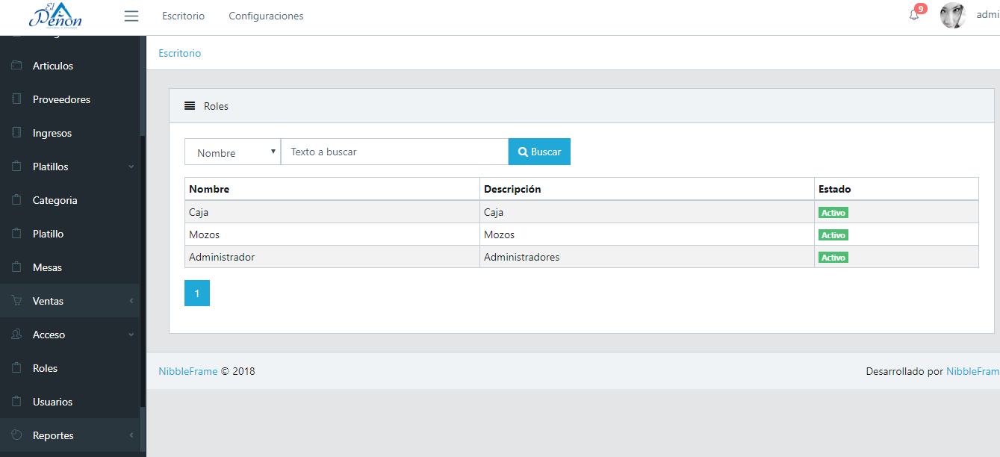 El Peñon
Escritorio
Configuraciones
9
admi
Articulos
Proveedores
Ingresos
Platillos
Categoria
Platillo
Mesas
Ventas
Acceso
Roles
Usuarios
Reportes
Escritorio
Roles
Nombre Texto a buscar Buscar
Nombre Descripción Estado
Caja Caja Activo
Mozos Mozos Activo
Administrador Administradores Activo
1
NibbleFrame © 2018
Desarrollado por NibbleFram